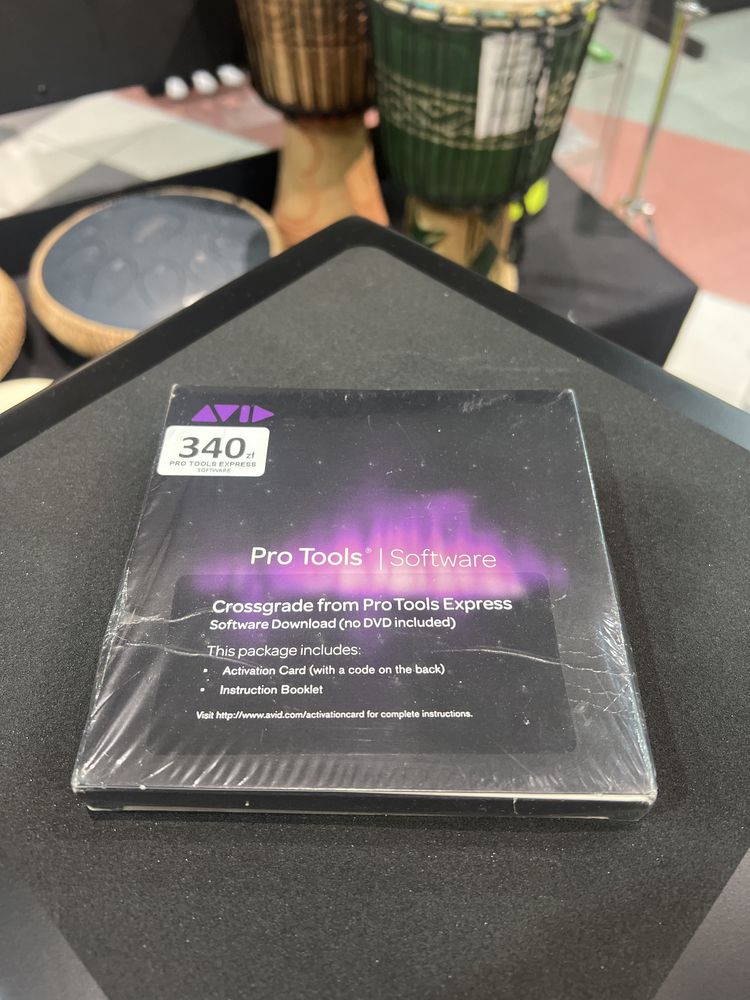 AVID
340 zł
PRO TOOLS EXPRESS
SOFTWARE
Pro Tools® | Software
Crossgrade from Pro Tools Express
Software Download (no DVD included)
This package includes:
• Activation Card (with a code on the back)
• Instruction Booklet
Visit http://www.avid.com/activationcard for complete instructions.